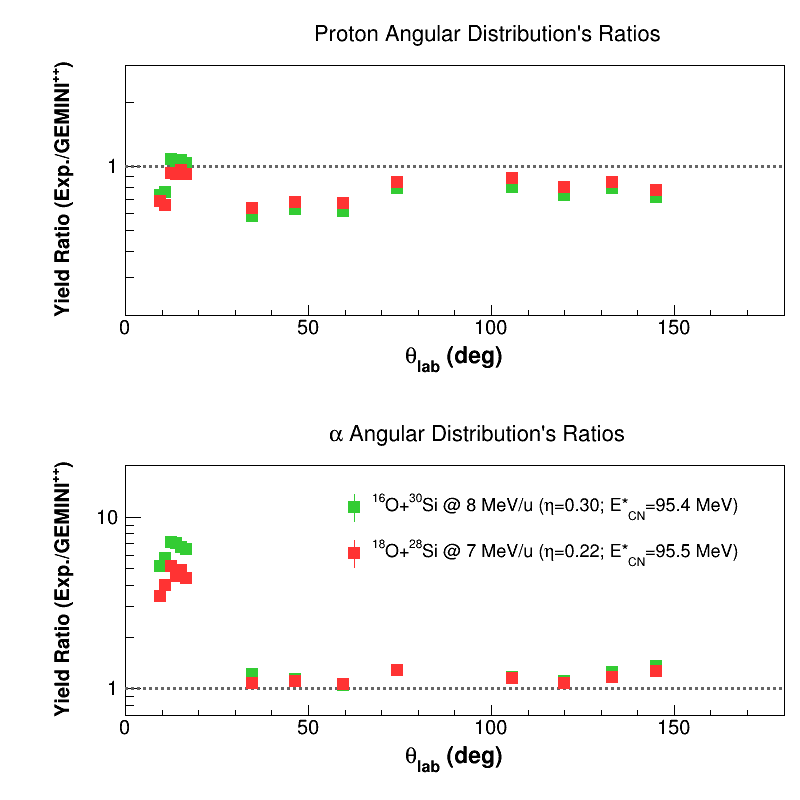 Proton Angular Distribution's Ratios
Yield Ratio (Exp./GEMINI⁺⁺)
1
0 50 100 150
θlab (deg)
α Angular Distribution's Ratios
Yield Ratio (Exp./GEMINI⁺⁺)
10
¹⁶O+³⁰Si @ 8 MeV/u (η=0.30; E*CN=95.4 MeV)
¹⁸O+²⁸Si @ 7 MeV/u (η=0.22; E*CN=95.5 MeV)
1
0 50 100 150
θlab (deg)